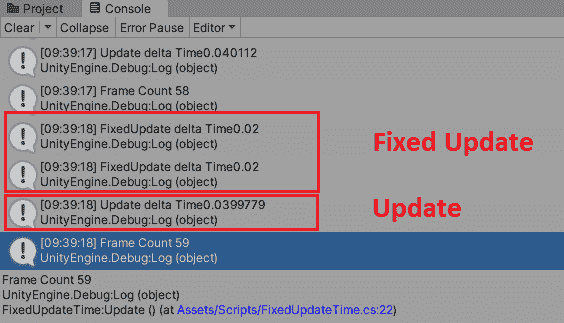 Project
Console
Clear
Collapse
Error Pause
Editor
[09:39:17] Update delta Time0.040112
UnityEngine.Debug:Log (object)
[09:39:17] Frame Count 58
UnityEngine.Debug:Log (object)
[09:39:18] FixedUpdate delta Time0.02
UnityEngine.Debug:Log (object)
Fixed Update
[09:39:18] FixedUpdate delta Time0.02
UnityEngine.Debug:Log (object)
[09:39:18] Update delta Time0.0399779
UnityEngine.Debug:Log (object)
Update
[09:39:18] Frame Count 59
UnityEngine.Debug:Log (object)
Frame Count 59
UnityEngine.Debug:Log (object)
FixedUpdateTime:Update () (at Assets/Scripts/FixedUpdateTime.cs:22)